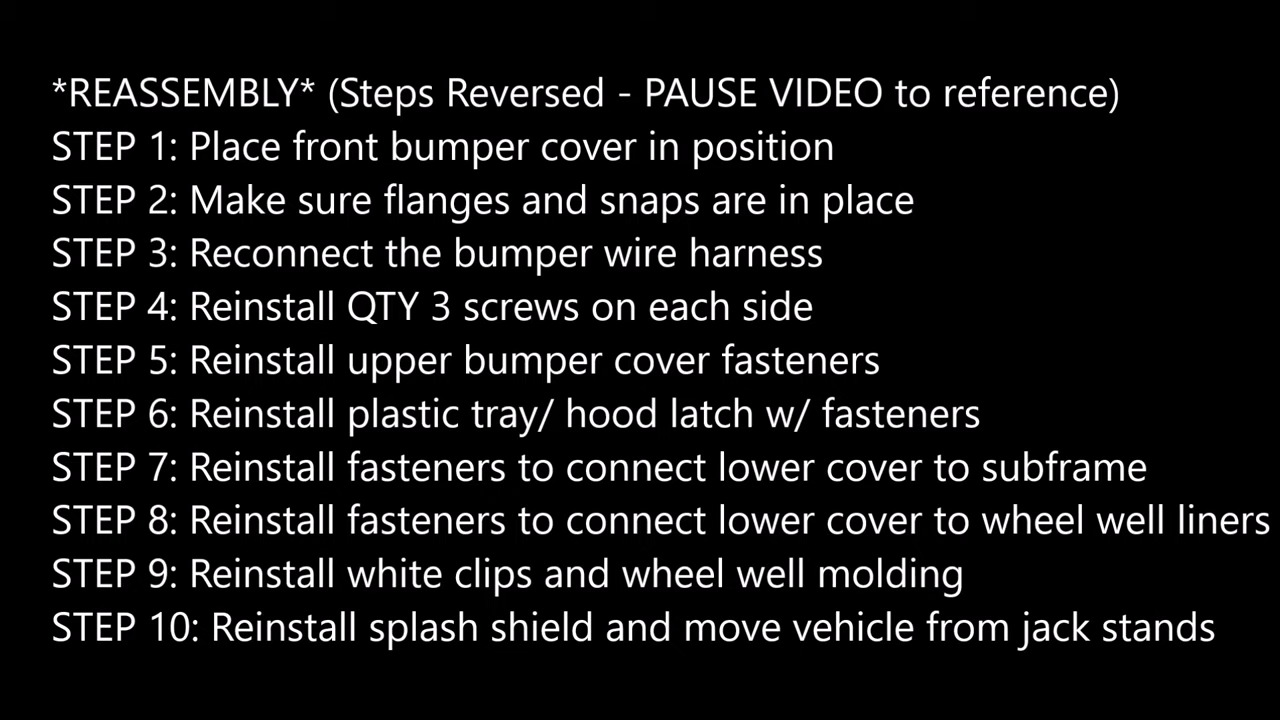 *REASSEMBLY* (Steps Reversed - PAUSE VIDEO to reference)
STEP 1: Place front bumper cover in position
STEP 2: Make sure flanges and snaps are in place
STEP 3: Reconnect the bumper wire harness
STEP 4: Reinstall QTY 3 screws on each side
STEP 5: Reinstall upper bumper cover fasteners
STEP 6: Reinstall plastic tray/ hood latch w/ fasteners
STEP 7: Reinstall fasteners to connect lower cover to subframe
STEP 8: Reinstall fasteners to connect lower cover to wheel well liners
STEP 9: Reinstall white clips and wheel well molding
STEP 10: Reinstall splash shield and move vehicle from jack stands